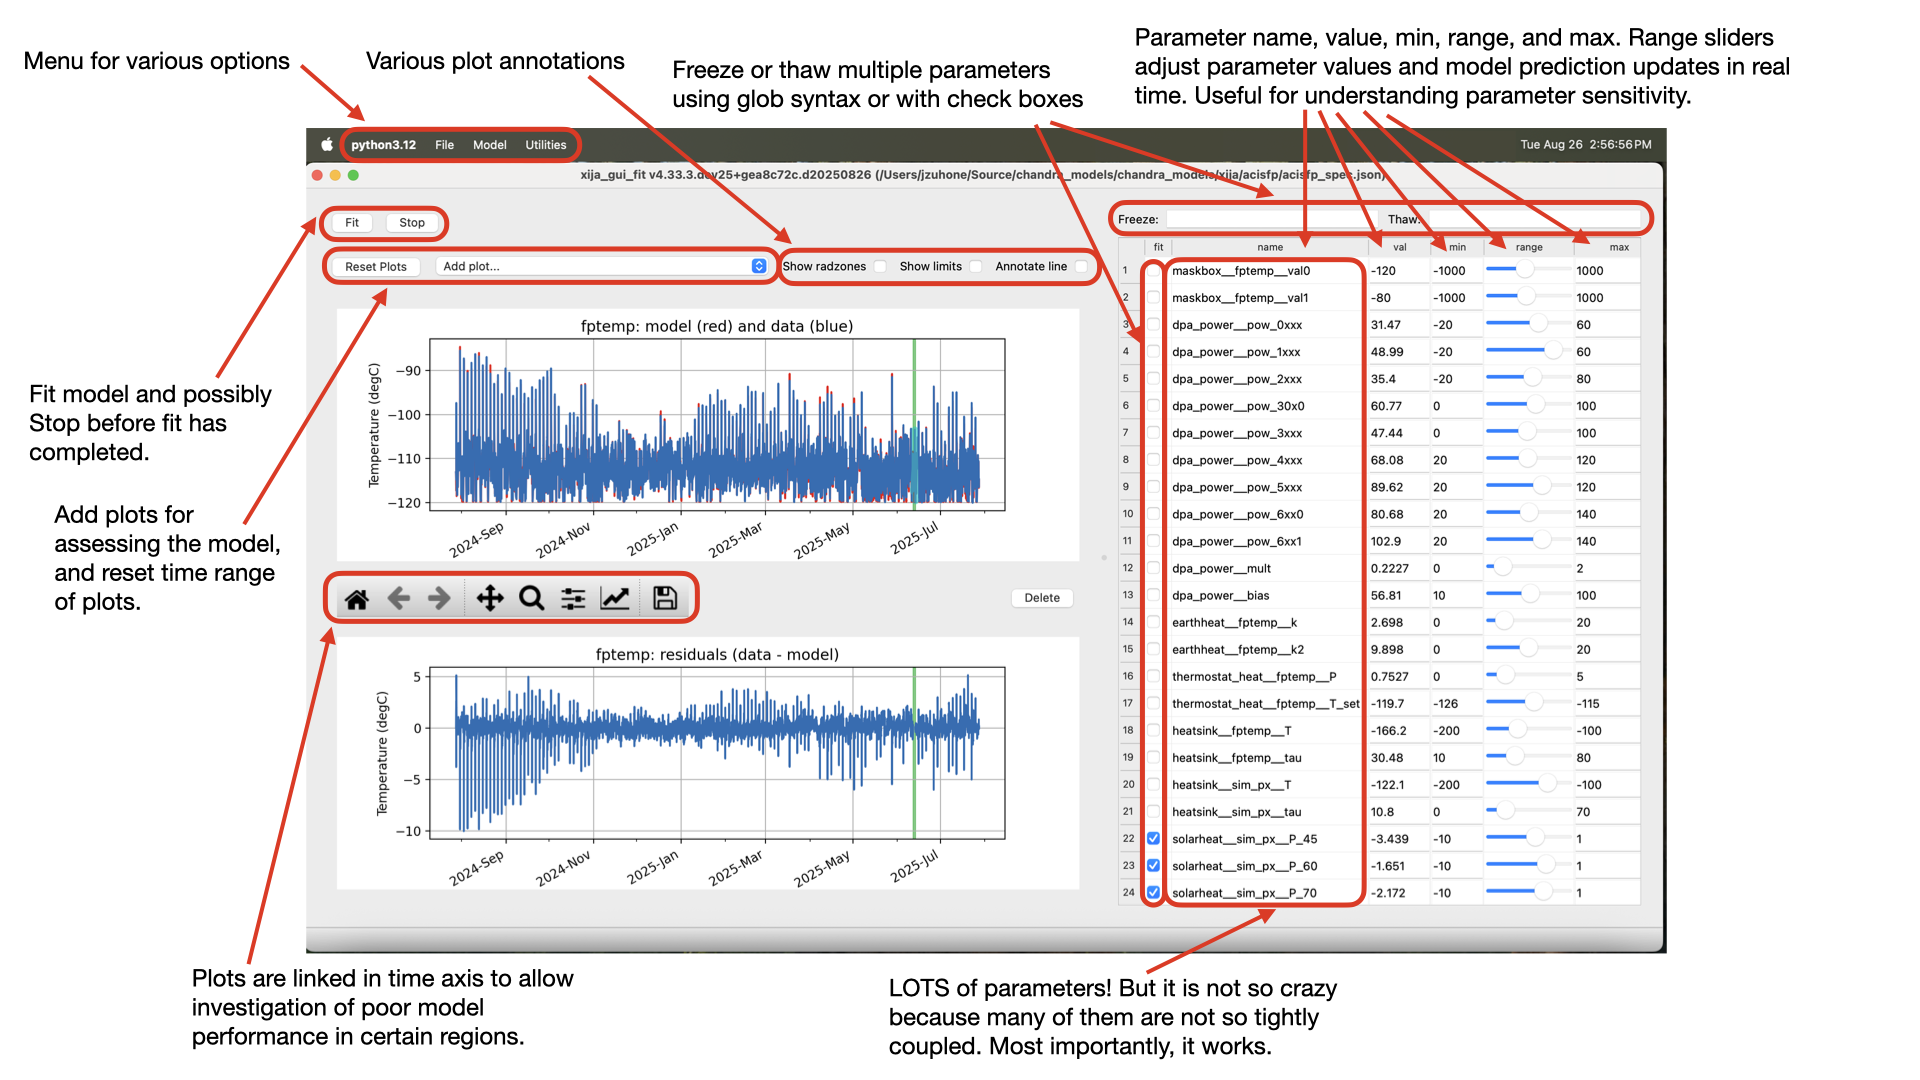 Menu for various options
Various plot annotations
Freeze or thaw multiple parameters
using glob syntax or with check boxes
Parameter name, value, min, range, and max. Range sliders
adjust parameter values and model prediction updates in real
time. Useful for understanding parameter sensitivity.
python3.12 File Model Utilities
Tue Aug 26 2:56:56 PM
xija_gui_fit v4.33.3.dev25+gea8c72c.d20250826 (/Users/jzuhone/Source/chandra_models/chandra_models/xija/acisfp/acisfp_spec.json)
Fit Stop
Reset Plots Add plot... Show radzones Show limits Annotate line
Freeze: Thaw:
fit name val min range max
1 maskbox__fptemp__val0 -120 -1000 1000
2 maskbox__fptemp__val1 -80 -1000 1000
3 dpa_power__pow_0xxx 31.47 -20 60
4 dpa_power__pow_1xxx 48.99 -20 60
5 dpa_power__pow_2xxx 35.4 -20 80
6 dpa_power__pow_30x0 60.77 0 100
7 dpa_power__pow_3xxx 47.44 0 100
8 dpa_power__pow_4xxx 68.08 20 120
9 dpa_power__pow_5xxx 89.62 20 120
10 dpa_power__pow_6xx0 80.68 20 140
11 dpa_power__pow_6xx1 102.9 20 140
12 dpa_power__mult 0.2227 0 2
13 dpa_power__bias 56.81 10 100
14 earthheat__fptemp__k 2.698 0 20
15 earthheat__fptemp__k2 9.898 0 20
16 thermostat_heat__fptemp__P 0.7527 0 5
17 thermostat_heat__fptemp__T_set -119.7 -126 -115
18 heatsink__fptemp__T -166.2 -200 -100
19 heatsink__fptemp__tau 30.48 10 80
20 heatsink__sim_px__T -122.1 -200 -100
21 heatsink__sim_px__tau 10.8 0 70
22 solarheat__sim_px__P_45 -3.439 -10 1
23 solarheat__sim_px__P_60 -1.651 -10 1
24 solarheat__sim_px__P_70 -2.172 -10 1
fptemp: model (red) and data (blue)
Temperature (degC)
−90
−100
−110
−120
2024-Sep 2024-Nov 2025-Jan 2025-Mar 2025-May 2025-Jul
Delete
fptemp: residuals (data - model)
Temperature (degC)
5
0
−5
−10
2024-Sep 2024-Nov 2025-Jan 2025-Mar 2025-May 2025-Jul
Fit model and possibly
Stop before fit has
completed.
Add plots for
assessing the model,
and reset time range
of plots.
Plots are linked in time axis to allow
investigation of poor model
performance in certain regions.
LOTS of parameters! But it is not so crazy
because many of them are not so tightly
coupled. Most importantly, it works.